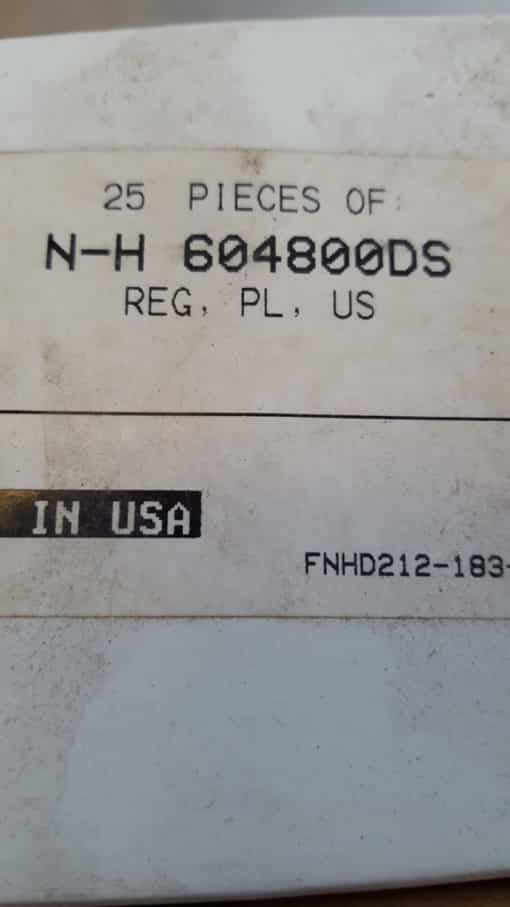 25 PIECES OF:
N-H 604800DS
REG, PL, US
IN USA
FNHD212-183-